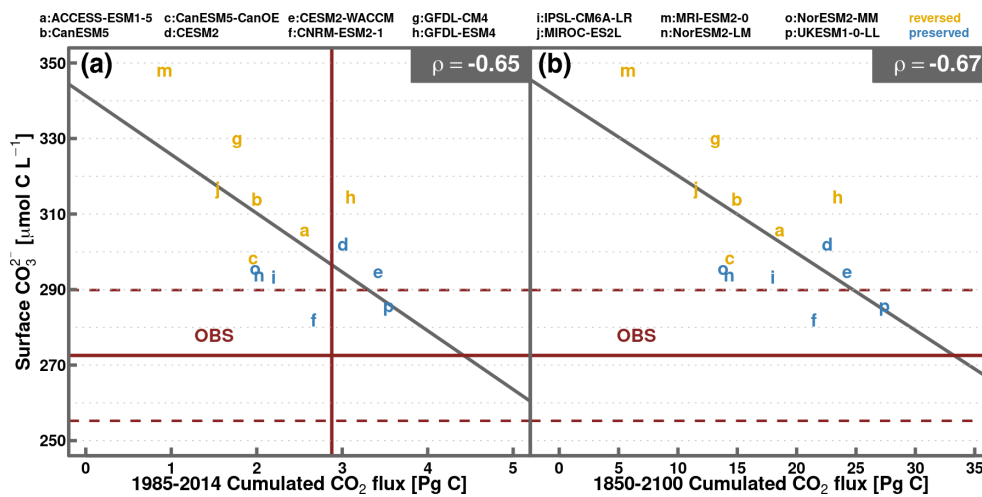 a:ACCESS-ESM1-5 c:CanESM5-CanOE e:CESM2-WACCM g:GFDL-CM4 i:IPSL-CM6A-LR m:MRI-ESM2-0 o:NorESM2-MM reversed
b:CanESM5 d:CESM2 f:CNRM-ESM2-1 h:GFDL-ESM4 j:MIROC-ES2L n:NorESM2-LM p:UKESM1-0-LL preserved
(a) ρ = -0.65
(b) ρ = -0.67
Surface CO₃²⁻ [μmol C L⁻¹]
350
330
310
290
270
250
m
g
j
b
h
a
d
c
o
n
i
e
p
f
OBS
m
g
j
b
h
a
d
c
o
n
i
e
p
f
OBS
0 1 2 3 4 5
0 5 10 15 20 25 30 35
1985-2014 Cumulated CO₂ flux [Pg C]
1850-2100 Cumulated CO₂ flux [Pg C]